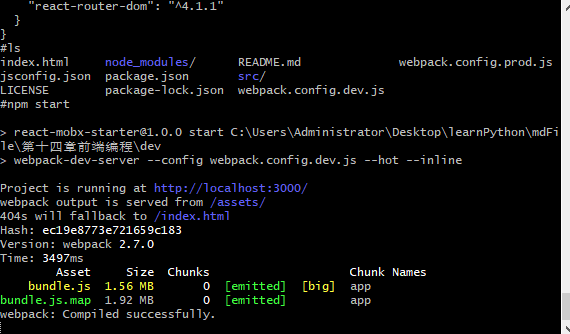 "react-router-dom": "^4.1.1"
  }
}
#ls
index.html      node_modules/      README.md               webpack.config.prod.js
jsconfig.json  package.json       src/
LICENSE         package-lock.json  webpack.config.dev.js
#npm start
> react-mobx-starter@1.0.0 start C:\Users\Administrator\Desktop\learnPython\mdFi
le\第十四章前端编程\dev
> webpack-dev-server --config webpack.config.dev.js --hot --inline
Project is running at http://localhost:3000/
webpack output is served from /assets/
404s will fallback to /index.html
Hash: ec19e8773e721659c183
Version: webpack 2.7.0
Time: 3497ms
        Asset     Size  Chunks                    Chunk Names
    bundle.js  1.56 MB       0  [emitted]  [big]  app
bundle.js.map  1.92 MB       0  [emitted]         app
webpack: Compiled successfully.